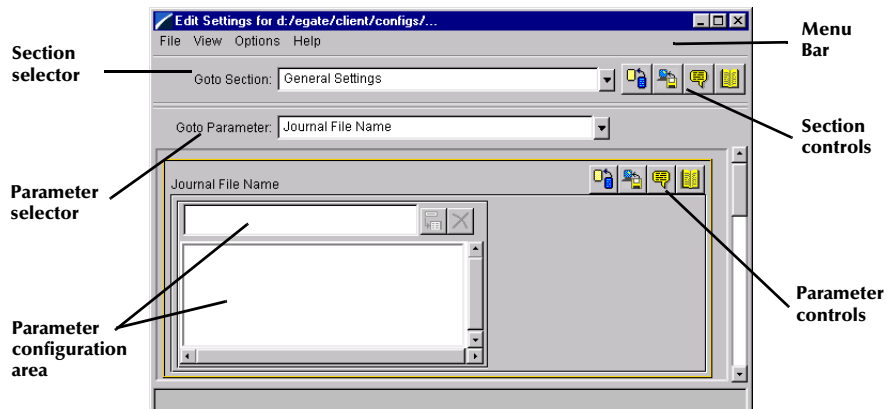 Edit Settings for d:/egate/client/configs/...
File View Options Help
Menu
Bar
Section
selector
Goto Section: General Settings
Goto Parameter: Journal File Name
Section
controls
Journal File Name
Parameter
selector
Parameter
controls
Parameter
configuration
area